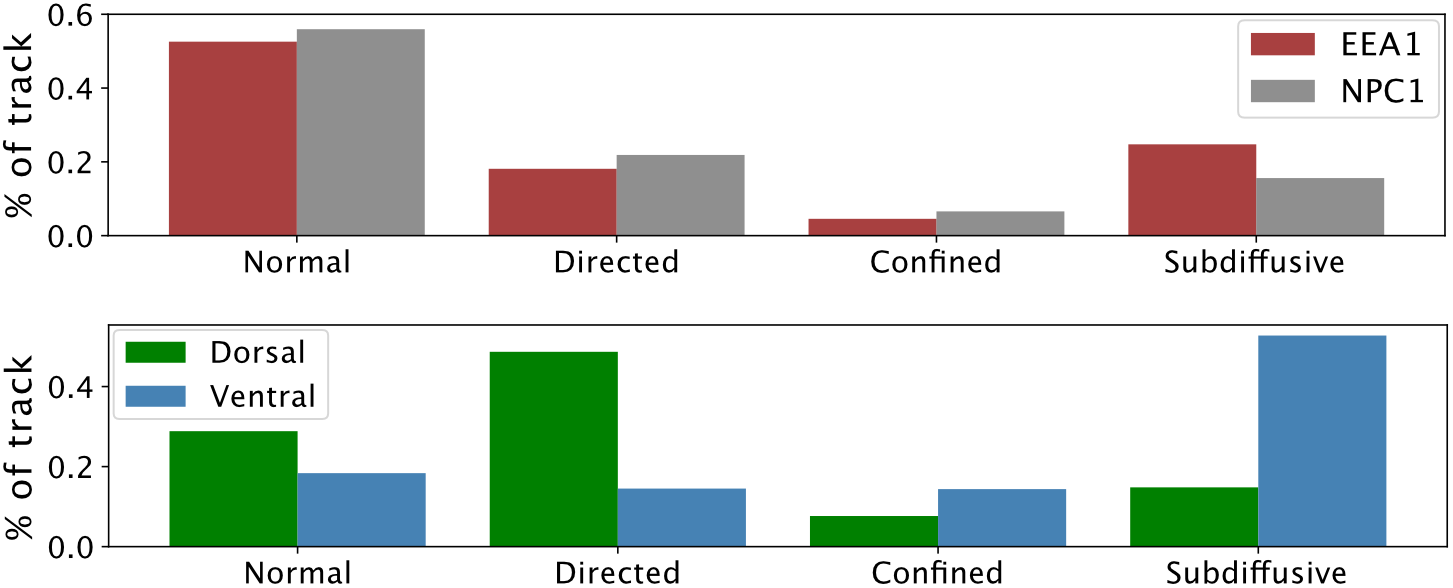 % of track
0.6
0.4
0.2
0.0
EEA1
NPC1
Normal Directed Confined Subdiffusive
% of track
0.4
0.2
0.0
Dorsal
Ventral
Normal Directed Confined Subdiffusive